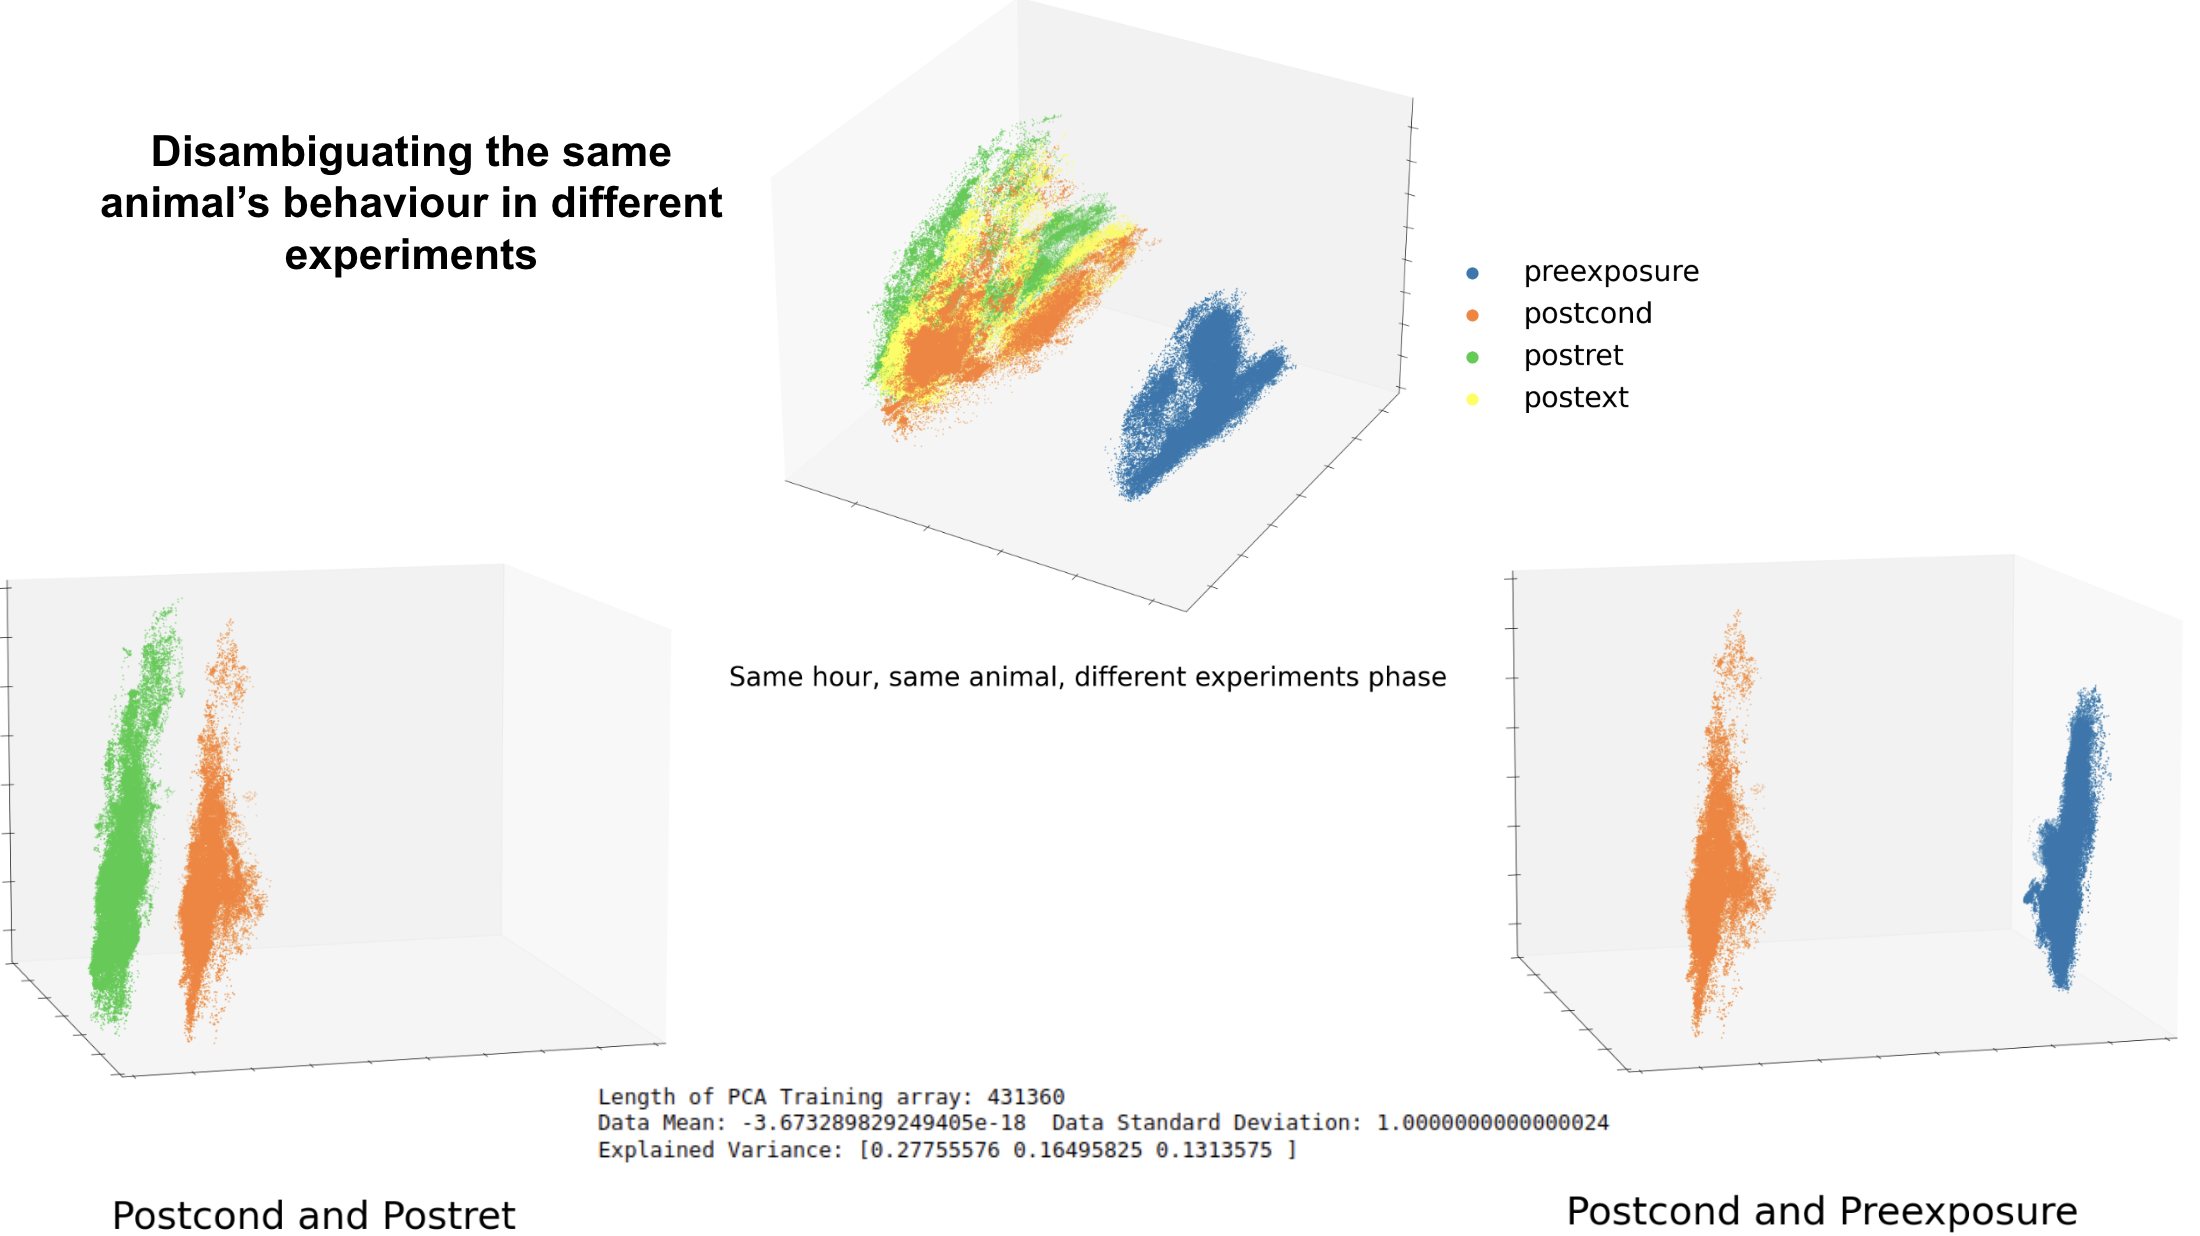 Disambiguating the same
animal’s behaviour in different
experiments
preexposure
postcond
postret
postext
Same hour, same animal, different experiments phase
Length of PCA Training array: 431360
Data Mean: -3.673289829249405e-18  Data Standard Deviation: 1.0000000000000024
Explained Variance: [0.27755576 0.16495825 0.1313575 ]
Postcond and Postret
Postcond and Preexposure